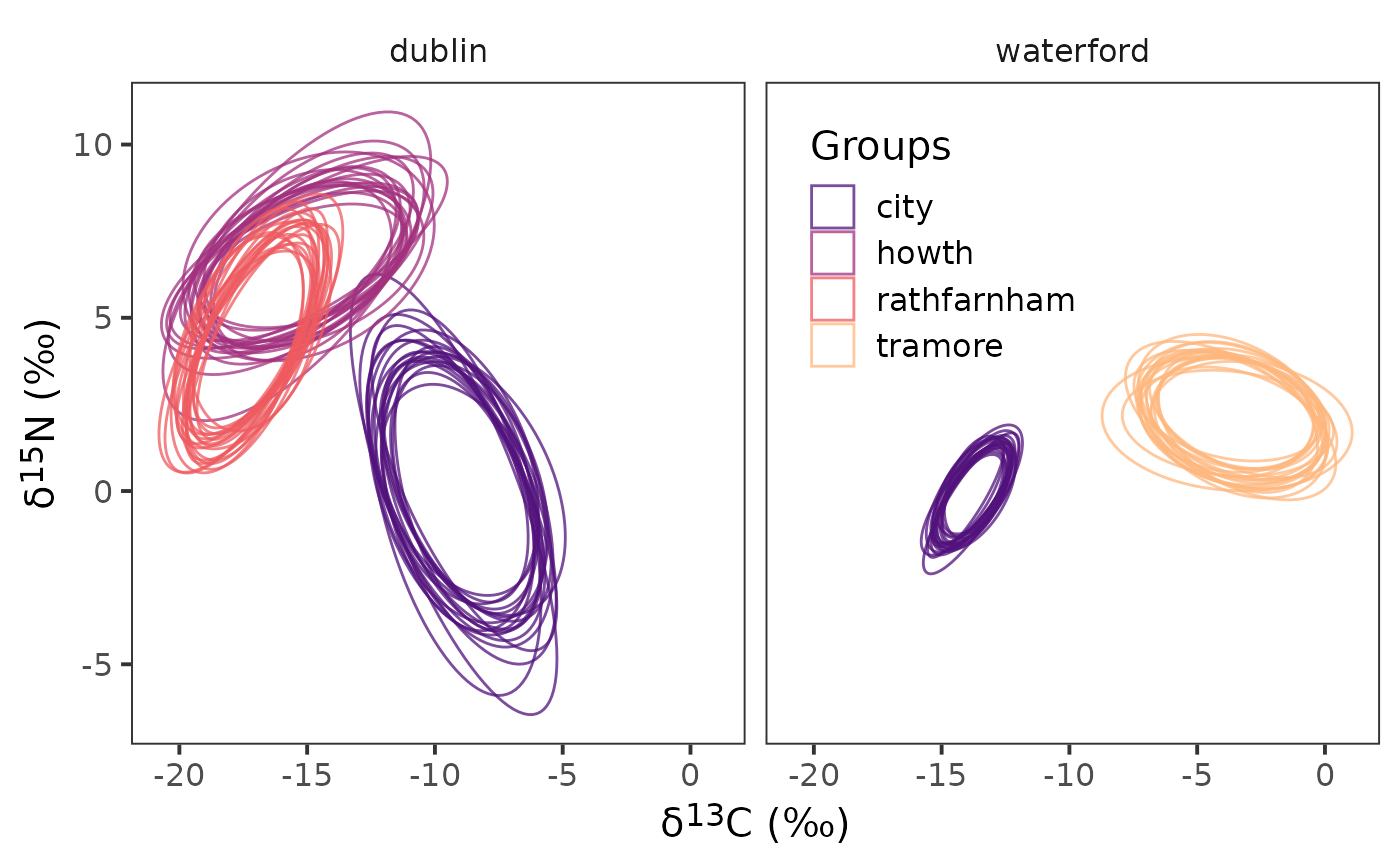 dublin
waterford
Groups
city
howth
rathfarnham
tramore
10
5
0
-5
δ¹⁵N (‰)
-20 -15 -10 -5 0
-20 -15 -10 -5 0
δ¹³C (‰)